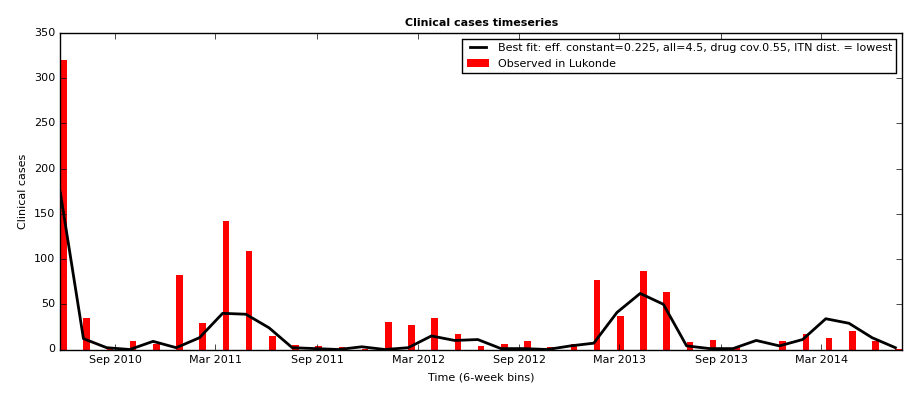 Clinical cases timeseries
Best fit: eff. constant=0.225, all=4.5, drug cov.0.55, ITN dist. = lowest
Observed in Lukonde
Clinical cases
350
300
250
200
150
100
50
0
Sep 2010 Mar 2011 Sep 2011 Mar 2012 Sep 2012 Mar 2013 Sep 2013 Mar 2014
Time (6-week bins)